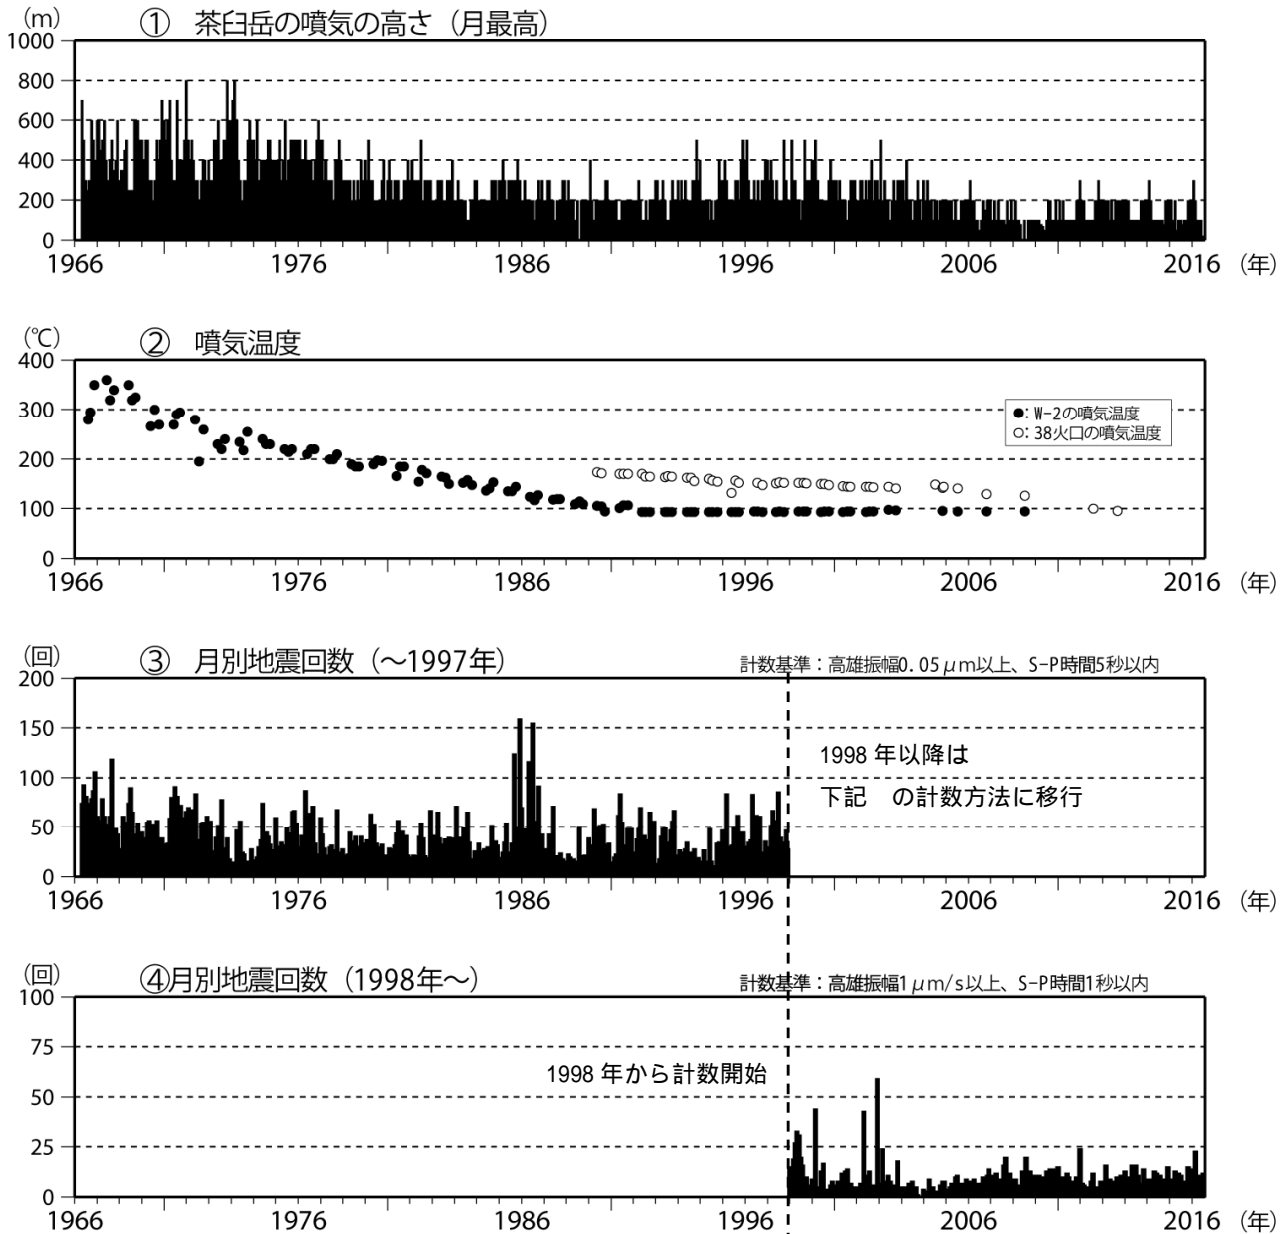 (m)
① 茶臼岳の噴気の高さ（月最高）
1000
800
600
400
200
0
1966 1976 1986 1996 2006 2016 (年)
(℃)
② 噴気温度
400
300
200
100
0
●: W-2の噴気温度
○: 38火口の噴気温度
1966 1976 1986 1996 2006 2016 (年)
(回)
③ 月別地震回数（～1997年）
計数基準：高雄振幅0.05μm以上、S-P時間5秒以内
200
150
100
50
0
1998 年以降は
下記 の計数方法に移行
1966 1976 1986 1996 2006 2016 (年)
(回)
④月別地震回数（1998年～）
計数基準：高雄振幅1μm/s以上、S-P時間1秒以内
100
75
50
25
0
1998 年から計数開始
1966 1976 1986 1996 2006 2016 (年)